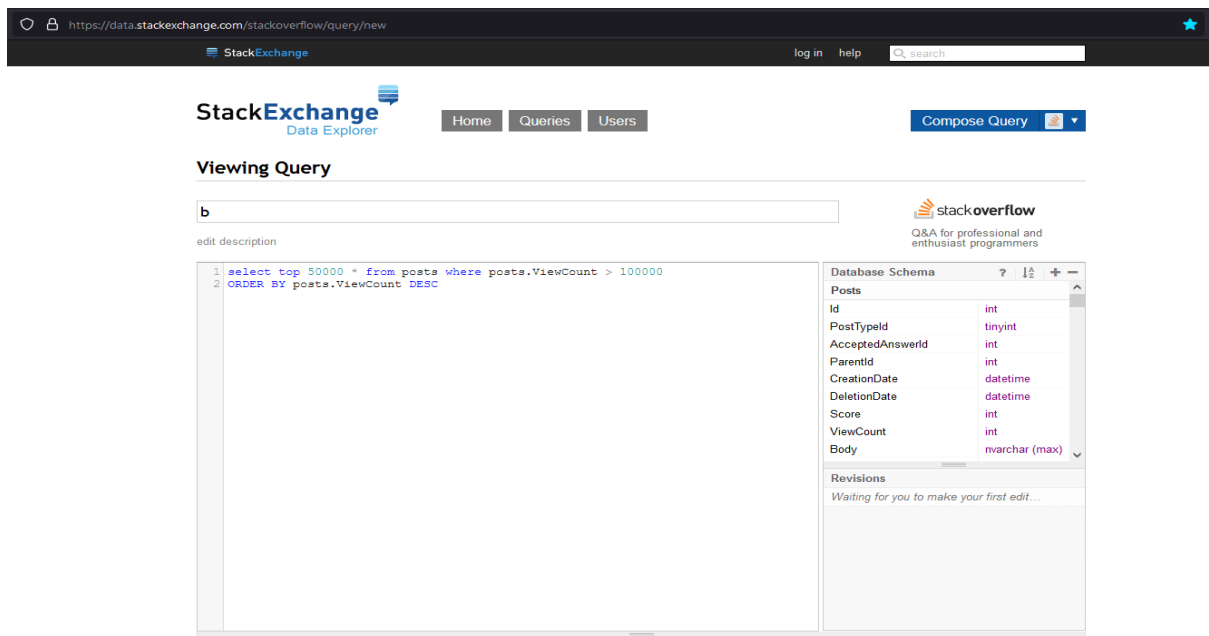 https://data.stackexchange.com/stackoverflow/query/new
StackExchange
log in help search
StackExchange
Data Explorer
Home Queries Users
Compose Query
Viewing Query
b
edit description
stackoverflow
Q&A for professional and
enthusiast programmers
1 select top 50000 * from posts where posts.ViewCount > 100000
2 ORDER BY posts.ViewCount DESC
Database Schema ?
Posts
Id int
PostTypeId tinyint
AcceptedAnswerId int
ParentId int
CreationDate datetime
DeletionDate datetime
Score int
ViewCount int
Body nvarchar (max)
Revisions
Waiting for you to make your first edit…